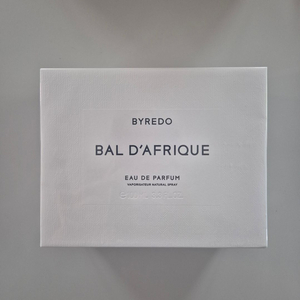 BYREDO
BAL D'AFRIQUE
EAU DE PARFUM
VAPORISATEUR NATURAL SPRAY